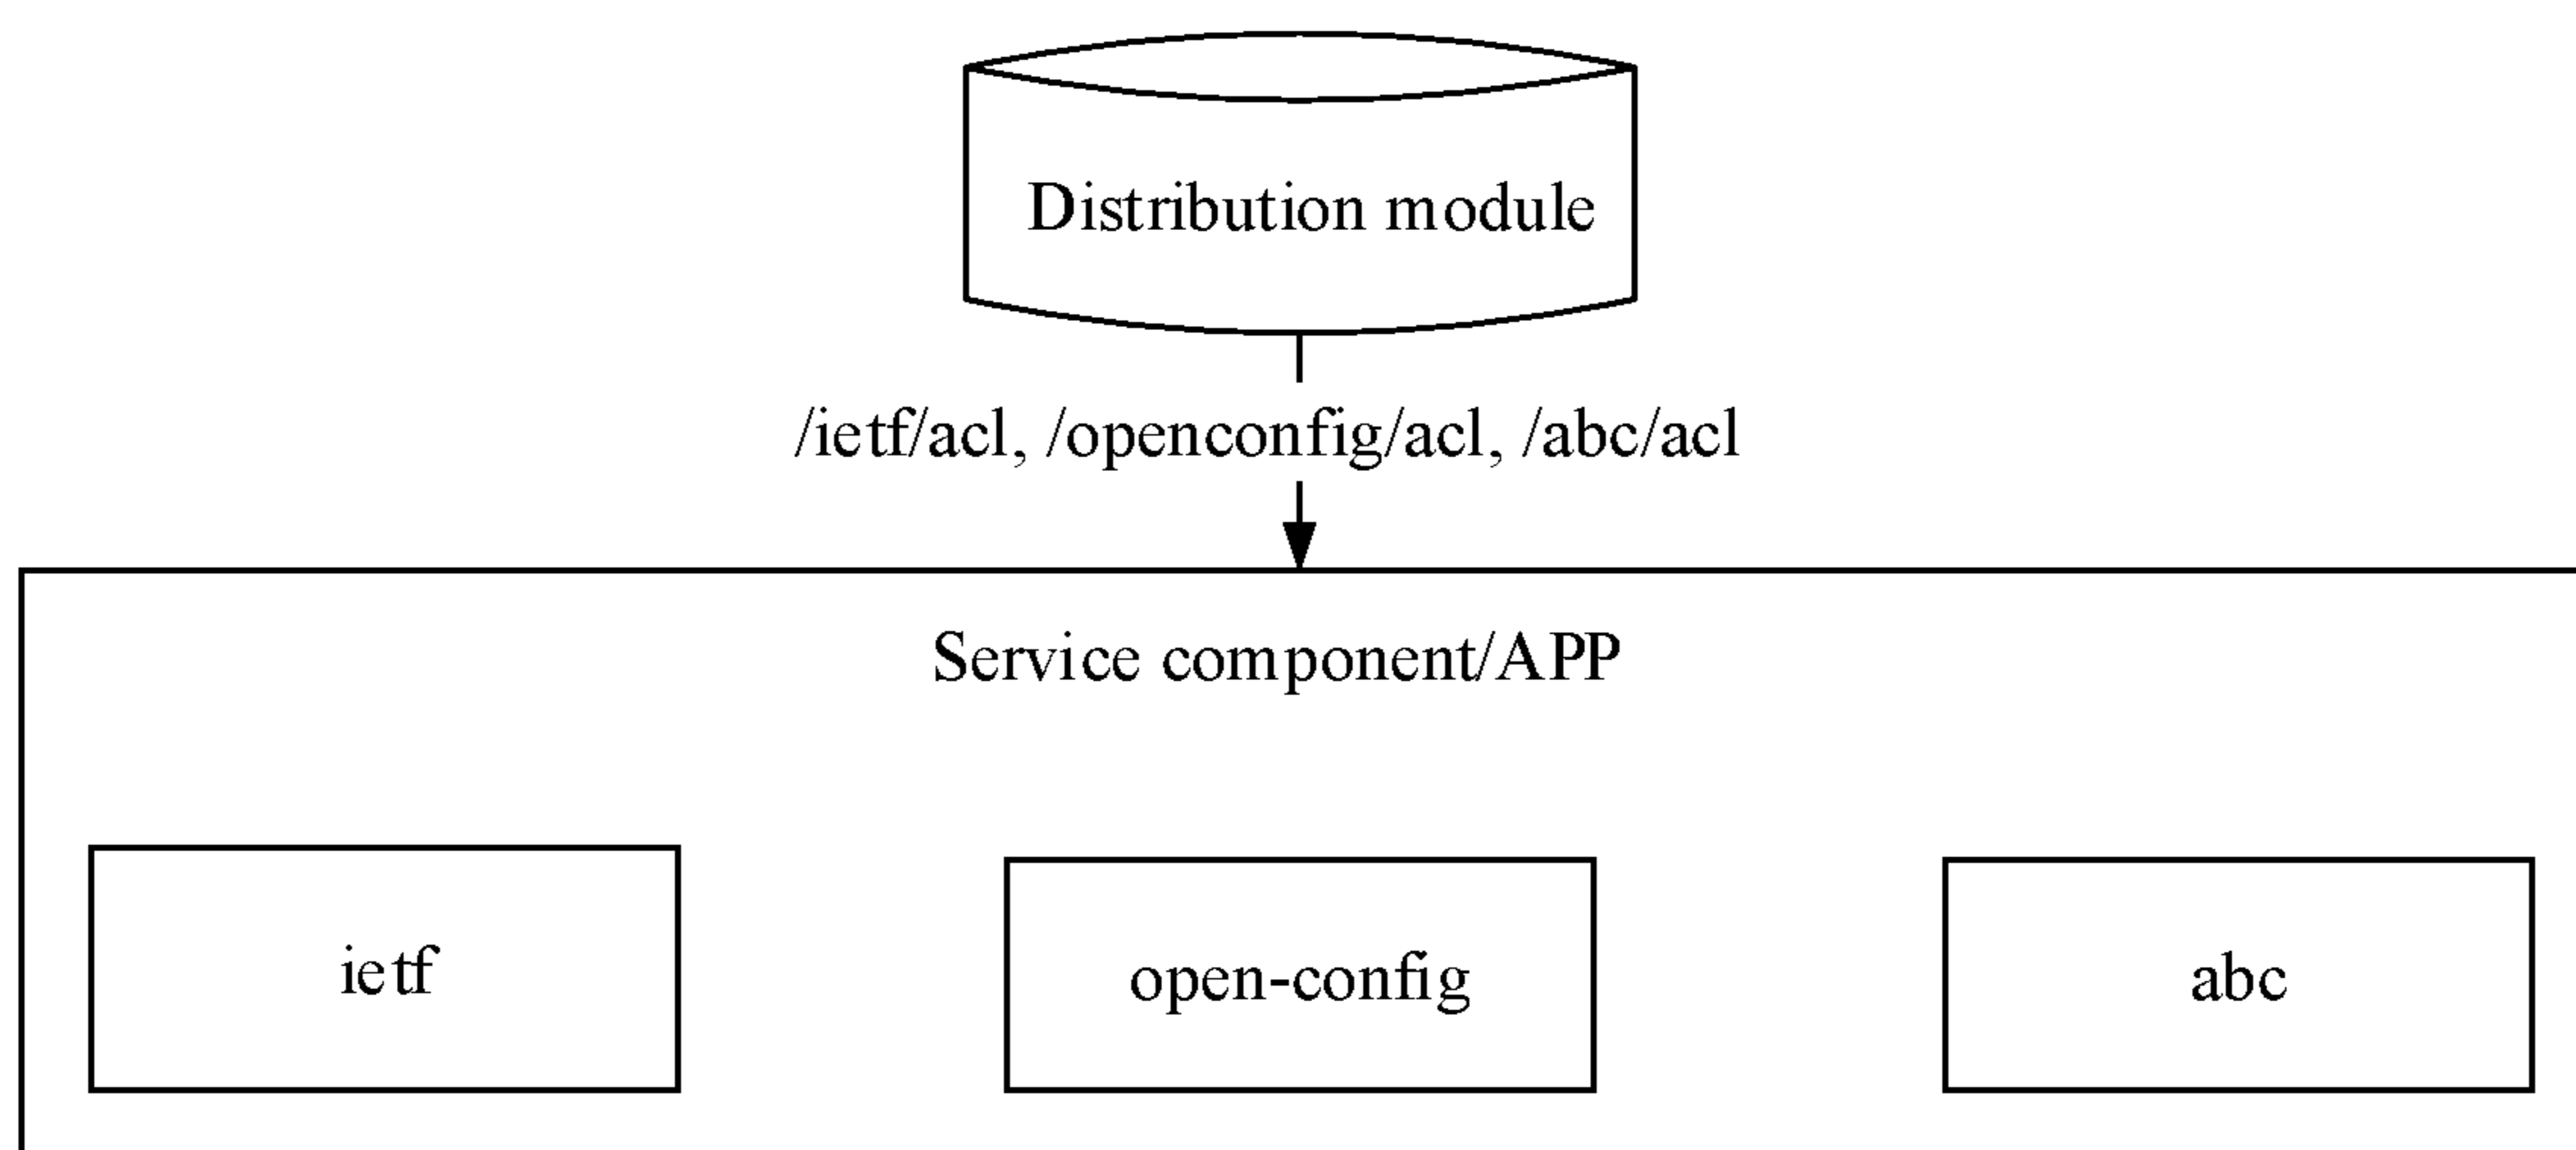 Distribution module
/ietf/acl, /openconfig/acl, /abc/acl
Service component/APP
ietf
open-config
abc